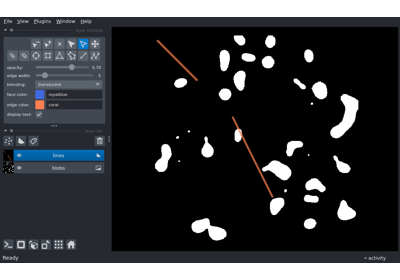 File View Plugins Window Help
opacity: 0.70
edge width: 5
blending: translucent
face color: royalblue
edge color: coral
display text: ✓
lines
blobs
Ready
activity